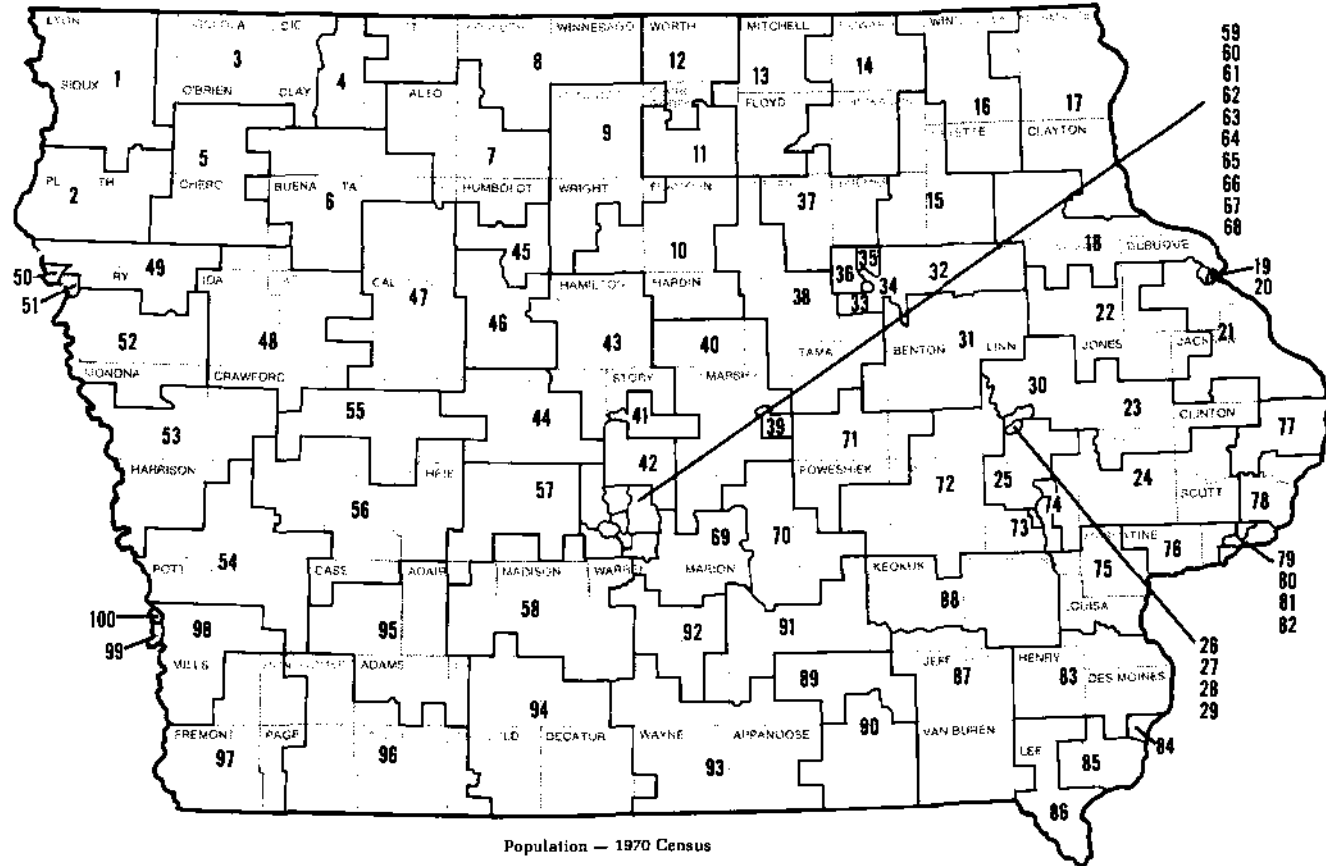 LYON
WINNEBAGO WORTH MITCHELL
3 8 12 14
1 4 13
SIOUX O'BRIEN CLAY FLOYD
16 17
CLAYTON
5 9 11
7
2 BUENA HUMBOLDT WRIGHT
6 37 15
45 10 18
49 IDA DUBUQUE
50 HAMILTON HARDIN 36 35 32 19
51 47 38 34 20
33
52 46 43 40 22 21
48 TAMA BENTON 31 LINN JONES
MONONA CRAWFORD STORY 30
55 44 41 39 23 CLINTON
53 71 77
HARRISON 42 POWESHIEK 25 24
57 72 SCOTT 78
56 74
69 70 73
54 76
CASS ADAIR MADISON WARREN MARION KEOKUK 75 79
80
58 88 81
100 98 95 92 91 LOUISA 82
99
MILLS ADAMS HENRY 26
89 87 83 DES MOINES 27
28
94 29
FREMONT PAGE DECATUR WAYNE APPANOOSE 90 VAN BUREN LEE 84
97 96 93 85
86
59
60
61
62
63
64
65
66
67
68
Population — 1970 Census